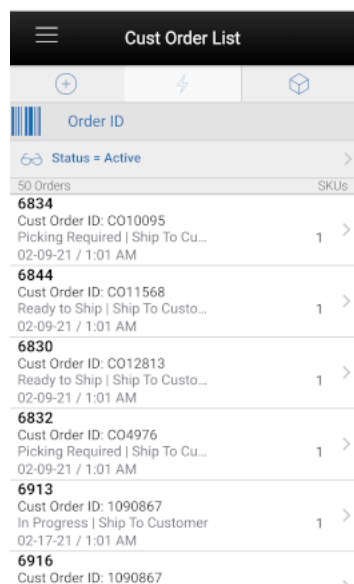 Cust Order List
Order ID
Status = Active
50 Orders SKUs
6834
Cust Order ID: CO10095
Picking Required | Ship To Cu...
1
02-09-21 / 1:01 AM
6844
Cust Order ID: CO11568
Ready to Ship | Ship To Custo...
1
02-09-21 / 1:01 AM
6830
Cust Order ID: CO12813
Ready to Ship | Ship To Custo...
1
02-09-21 / 1:01 AM
6832
Cust Order ID: CO4976
Picking Required | Ship To Cu...
1
02-09-21 / 1:01 AM
6913
Cust Order ID: 1090867
In Progress | Ship To Customer
1
02-17-21 / 1:01 AM
6916
Cust Order ID: 1090867